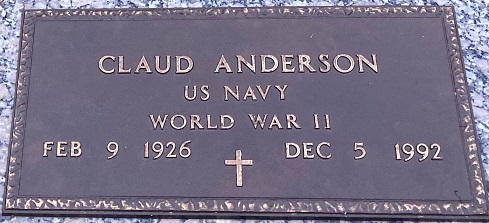 CLAUD ANDERSON
US NAVY
WORLD WAR II
FEB 9 1926 DEC 5 1992